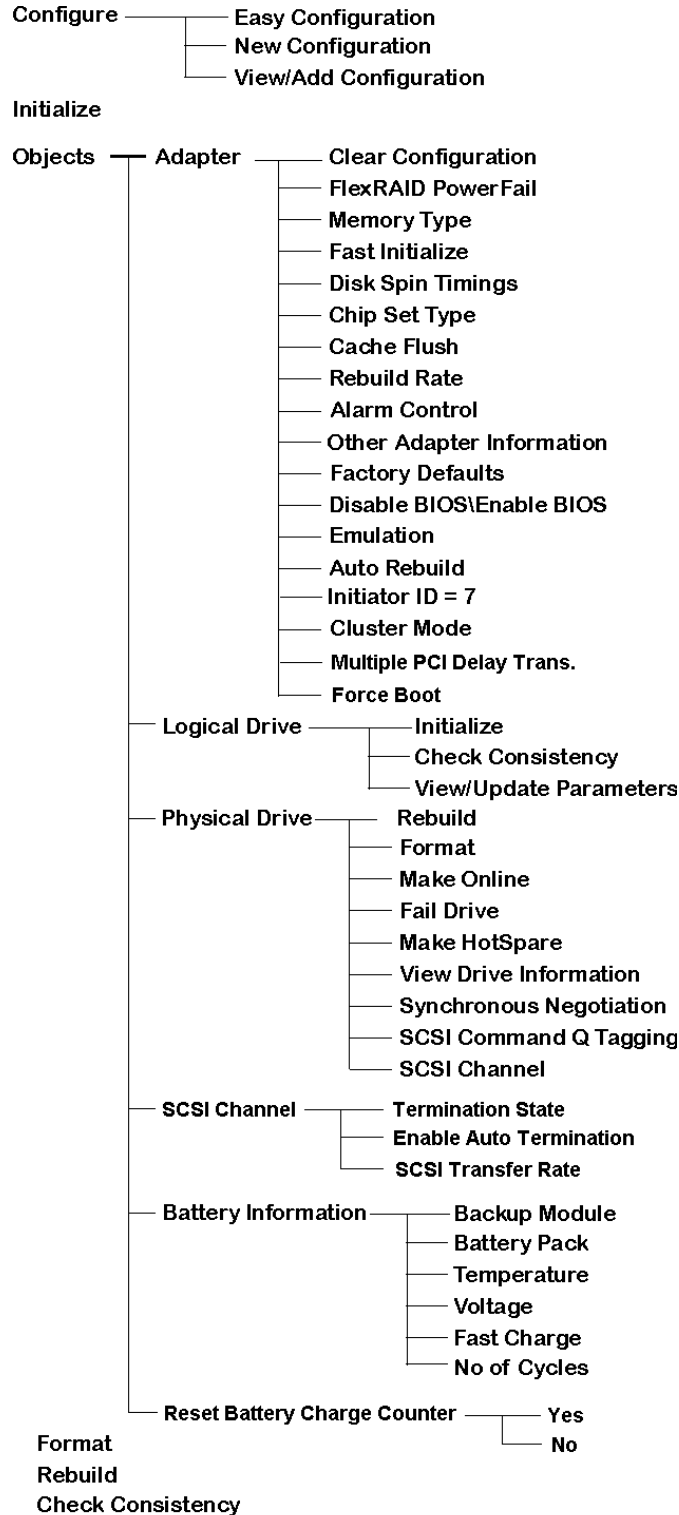 Configure
Easy Configuration
New Configuration
View/Add Configuration
Initialize
Objects
Adapter
Clear Configuration
FlexRAID PowerFail
Memory Type
Fast Initialize
Disk Spin Timings
Chip Set Type
Cache Flush
Rebuild Rate
Alarm Control
Other Adapter Information
Factory Defaults
Disable BIOS\Enable BIOS
Emulation
Auto Rebuild
Initiator ID = 7
Cluster Mode
Multiple PCI Delay Trans.
Force Boot
Logical Drive
Initialize
Check Consistency
View/Update Parameters
Physical Drive
Rebuild
Format
Make Online
Fail Drive
Make HotSpare
View Drive Information
Synchronous Negotiation
SCSI Command Q Tagging
SCSI Channel
SCSI Channel
Termination State
Enable Auto Termination
SCSI Transfer Rate
Battery Information
Backup Module
Battery Pack
Temperature
Voltage
Fast Charge
No of Cycles
Reset Battery Charge Counter
Yes
No
Format
Rebuild
Check Consistency